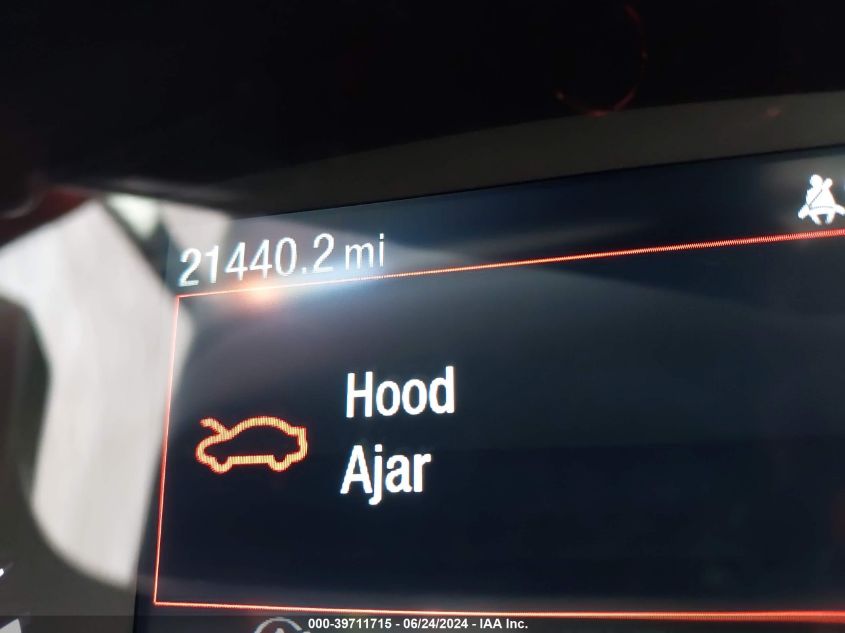 21440.2 mi
Hood
Ajar
000-39711715 - 06/24/2024 - IAA Inc.